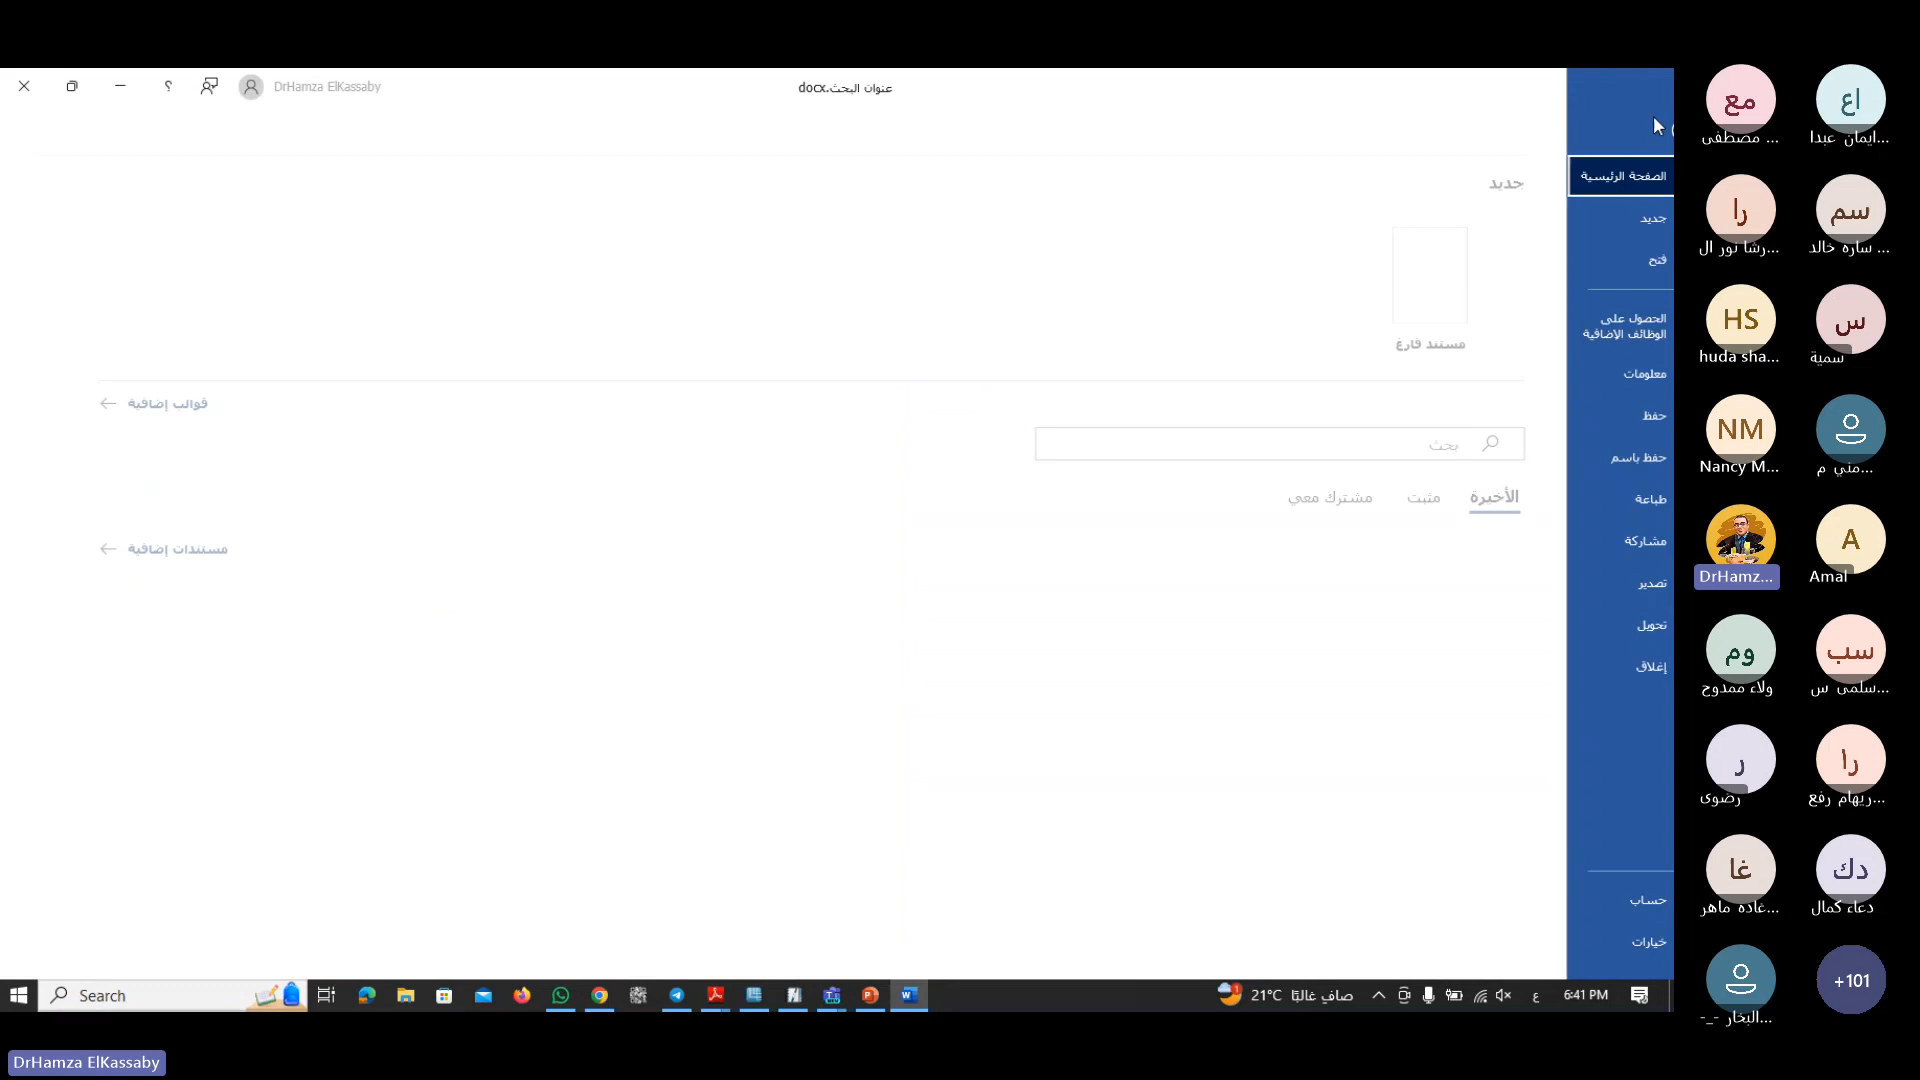 DrHamza ElKassaby
عنوان البحث.docx
الصفحة الرئيسية
جديد
فتح
الحصول على
الوظائف الإضافية
معلومات
حفظ
حفظ باسم
طباعة
مشاركة
تصدير
تحويل
إغلاق
حساب
خيارات
جديد
مستند فارغ
قوالب إضافية
بحث
الأخيرة
مثبت
مشترك معي
مستندات إضافية
Search
21°C صافٍ غالبًا
ع
6:41 PM
مع
... مصطفى
اع
ايمان عبدا...
را
رشا نور ال...
سم
ساره خالد ...
HS
huda sha...
س
سمية
NM
Nancy M...
مني م...
DrHamz...
A
Amal
وم
ولاء ممدوح
سب
سلمى س...
ر
رضوى
را
ريهام رفع...
غا
غاده ماهر...
دك
دعاء كمال
البخار -_-...
+101
DrHamza ElKassaby